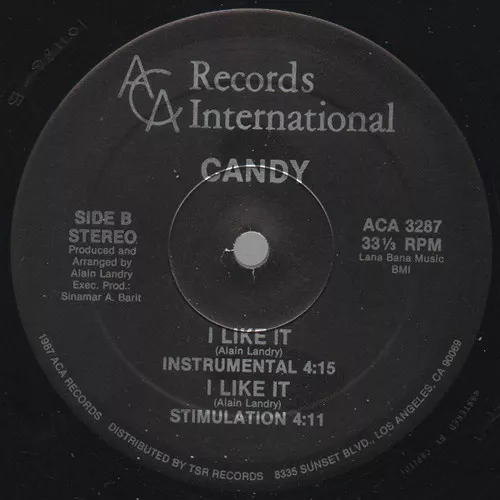 ACA Records
International
CANDY
SIDE B
STEREO
Produced and
Arranged by
Alain Landry
Exec. Prod.:
Sinamar A. Barit
ACA 3287
33⅓ RPM
Lana Bana Music
BMI
I LIKE IT
(Alain Landry)
INSTRUMENTAL 4:15
I LIKE IT
(Alain Landry)
STIMULATION 4:11
1987 ACA RECORDS DISTRIBUTED BY TSR RECORDS 8335 SUNSET BLVD., LOS ANGELES, CA 90069